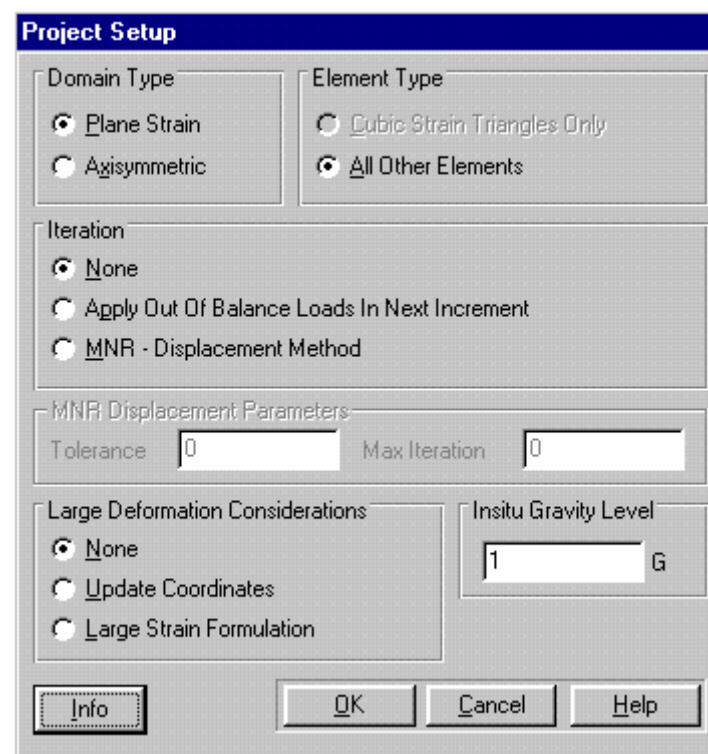 Project Setup
Domain Type
Plane Strain
Axisymmetric
Element Type
Cubic Strain Triangles Only
All Other Elements
Iteration
None
Apply Out Of Balance Loads In Next Increment
MNR - Displacement Method
MNR Displacement Parameters
Tolerance 0 Max Iteration 0
Large Deformation Considerations
None
Update Coordinates
Large Strain Formulation
Insitu Gravity Level
1 G
Info OK Cancel Help